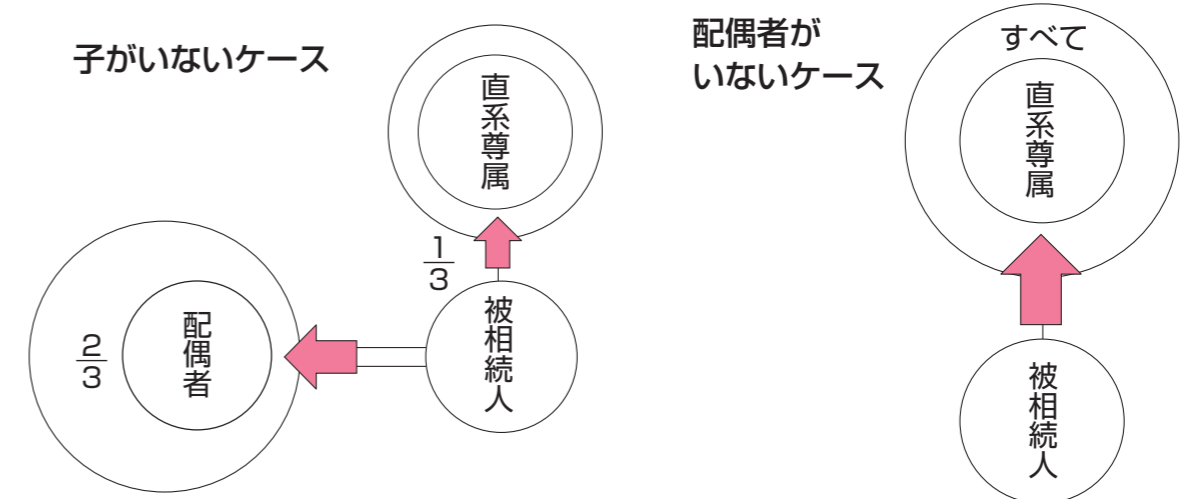 子がいないケース
直系尊属
1/3
被相続人
配偶者
2/3
配偶者が
いないケース
すべて
直系尊属
被相続人